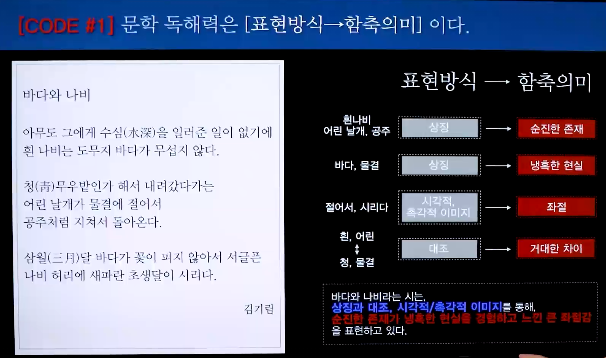 [CODE #1] 문학 독해력은 [표현방식→함축의미] 이다.
바다와 나비
아무도 그에게 수심(水深)을 일러준 일이 없기에
흰 나비는 도무지 바다가 무섭지 않다.
청(靑)무우밭인가 해서 내려갔다가는
어린 날개가 물결에 절어서
공주처럼 지쳐서 돌아온다.
삼월(三月)달 바다가 꽃이 피지 않아서 서글픈
나비 허리에 새파란 초생달이 시리다.
김기림
표현방식 → 함축의미
흰나비
어린 날개, 공주
상징 → 순진한 존재
바다, 물결 상징 → 냉혹한 현실
절어서, 시리다 시각적,
촉각적 이미지 → 좌절
흰, 어린
↕
청, 물결
대조 → 거대한 차이
바다와 나비라는 시는,
상징과 대조, 시각적/촉각적 이미지를 통해,
순진한 존재가 냉혹한 현실을 경험하고 느낀 큰 좌절감
을 표현하고 있다.